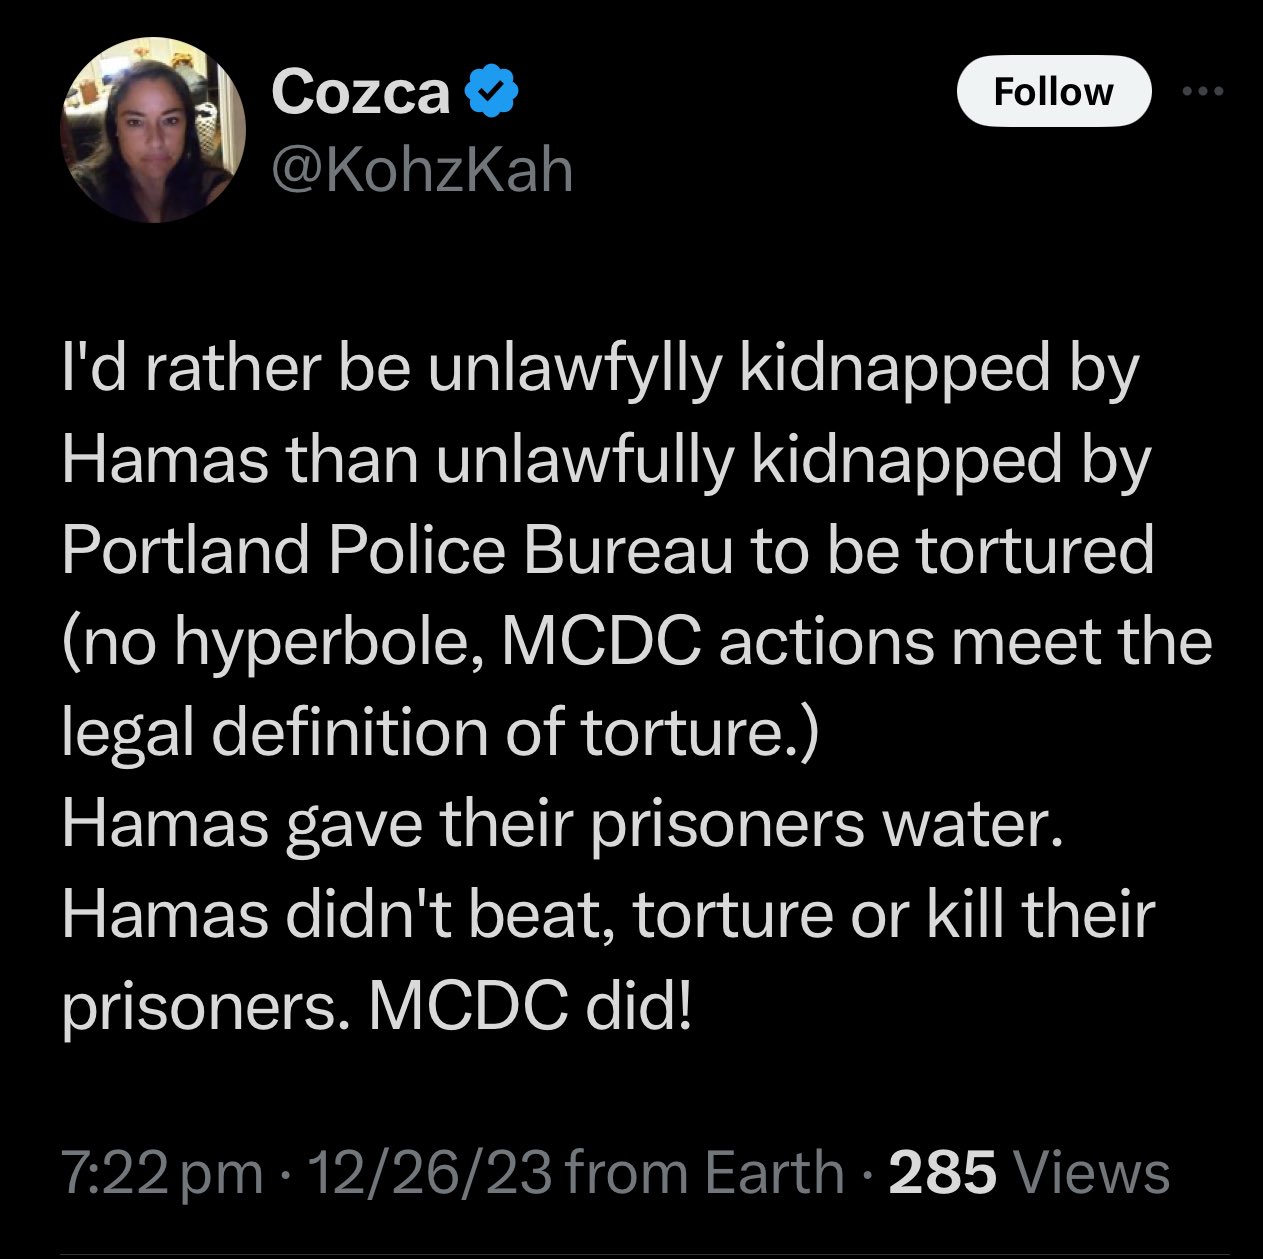 Cozca
Follow
@KohzKah
I'd rather be unlawfylly kidnapped by
Hamas than unlawfully kidnapped by
Portland Police Bureau to be tortured
(no hyperbole, MCDC actions meet the
legal definition of torture.)
Hamas gave their prisoners water.
Hamas didn't beat, torture or kill their
prisoners. MCDC did!
7:22 pm · 12/26/23 from Earth · 285 Views